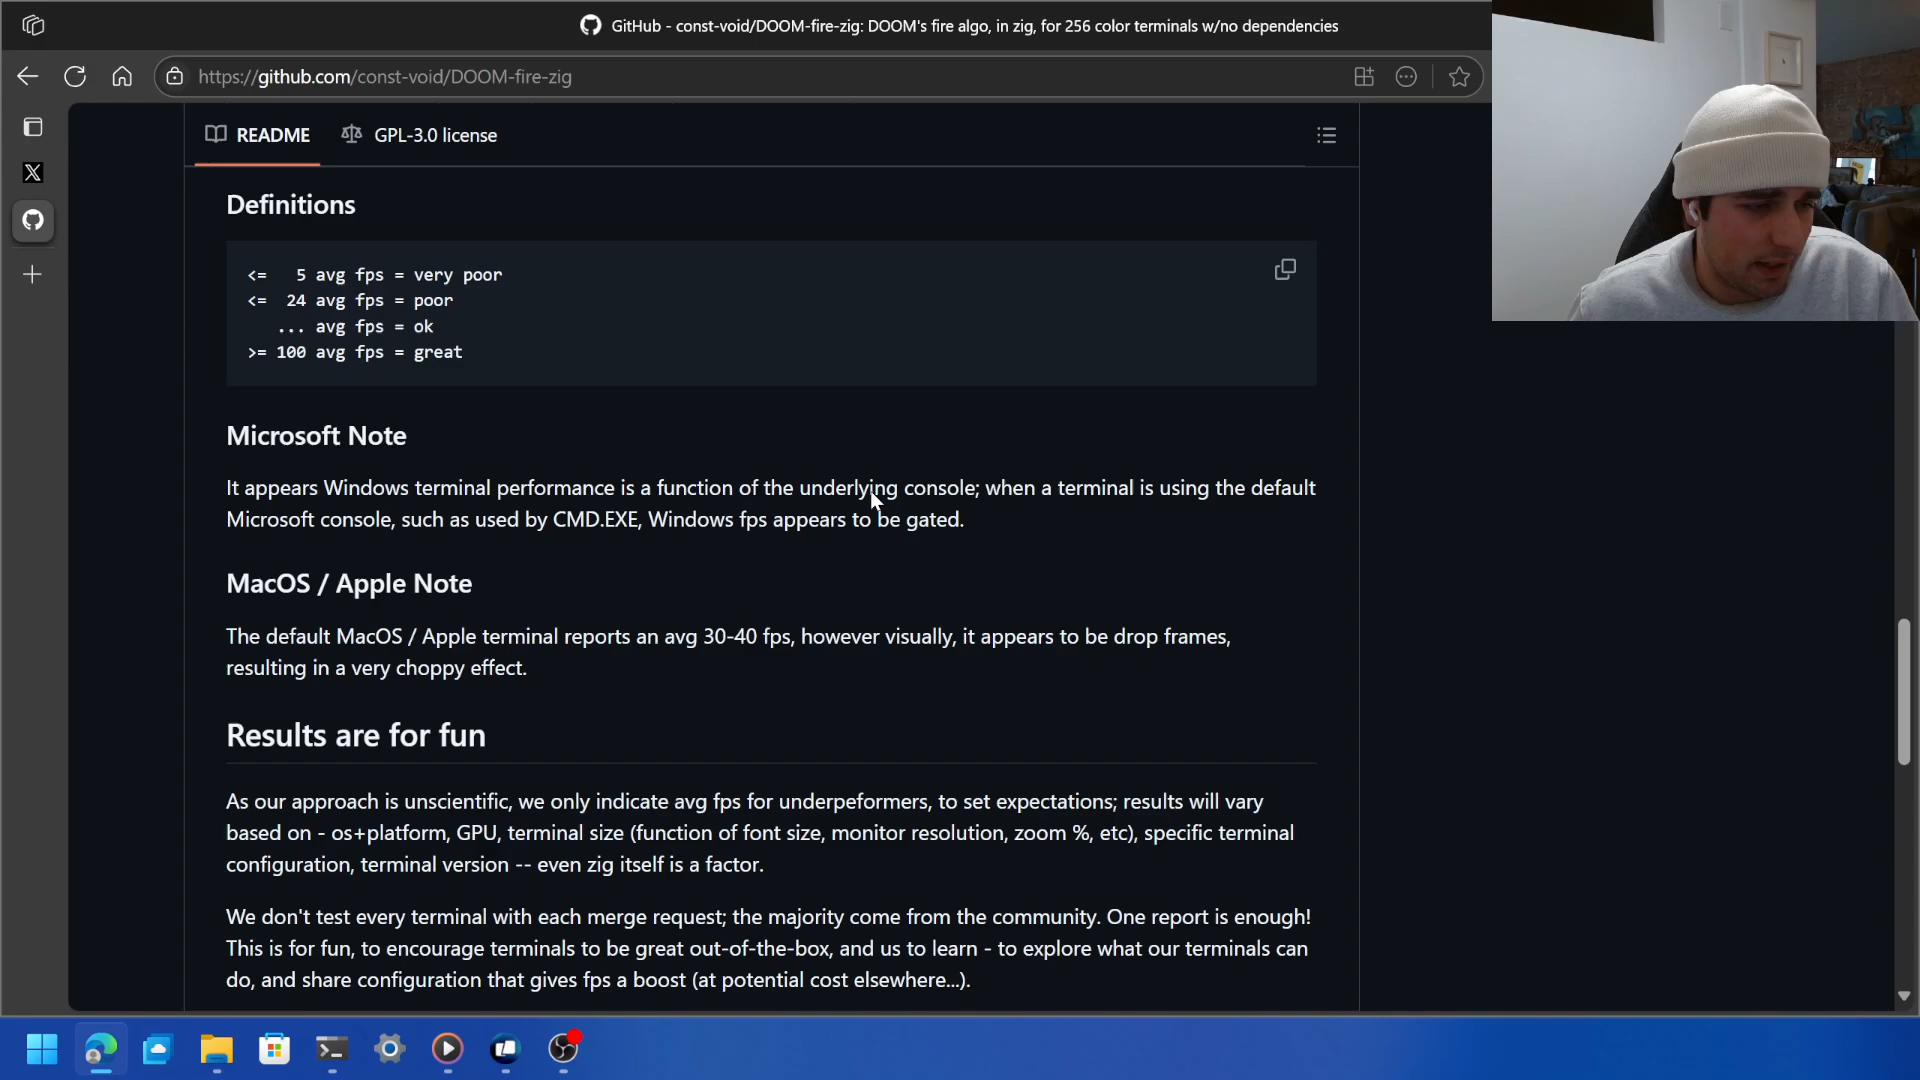 GitHub - const-void/DOOM-fire-zig: DOOM's fire algo, in zig, for 256 color terminals w/no dependencies
https://github.com/const-void/DOOM-fire-zig
README
GPL-3.0 license
Definitions
<=   5 avg fps = very poor
<=  24 avg fps = poor
   ... avg fps = ok
>= 100 avg fps = great
Microsoft Note
It appears Windows terminal performance is a function of the underlying console; when a terminal is using the default
Microsoft console, such as used by CMD.EXE, Windows fps appears to be gated.
MacOS / Apple Note
The default MacOS / Apple terminal reports an avg 30-40 fps, however visually, it appears to be drop frames,
resulting in a very choppy effect.
Results are for fun
As our approach is unscientific, we only indicate avg fps for underpeformers, to set expectations; results will vary
based on - os+platform, GPU, terminal size (function of font size, monitor resolution, zoom %, etc), specific terminal
configuration, terminal version -- even zig itself is a factor.
We don't test every terminal with each merge request; the majority come from the community. One report is enough!
This is for fun, to encourage terminals to be great out-of-the-box, and us to learn - to explore what our terminals can
do, and share configuration that gives fps a boost (at potential cost elsewhere...).